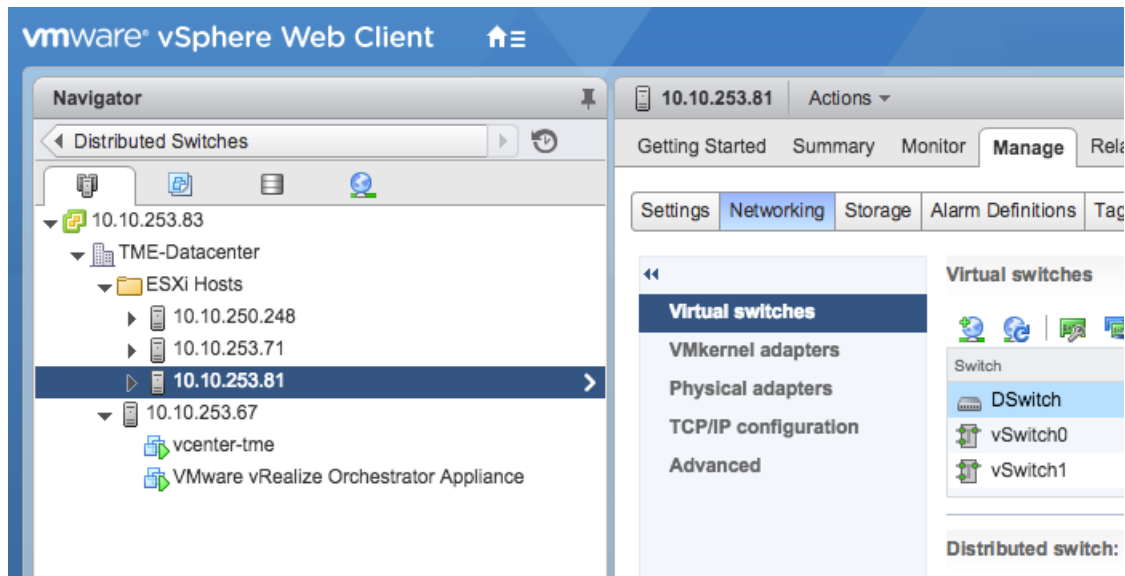 vmware® vSphere Web Client
Navigator
Distributed Switches
10.10.253.83
TME-Datacenter
ESXi Hosts
10.10.250.248
10.10.253.71
10.10.253.81
10.10.253.67
vcenter-tme
VMware vRealize Orchestrator Appliance
10.10.253.81 Actions
Getting Started Summary Monitor Manage Rela
Settings Networking Storage Alarm Definitions Tag
Virtual switches
VMkernel adapters
Physical adapters
TCP/IP configuration
Advanced
Virtual switches
Switch
DSwitch
vSwitch0
vSwitch1
Distributed switch: